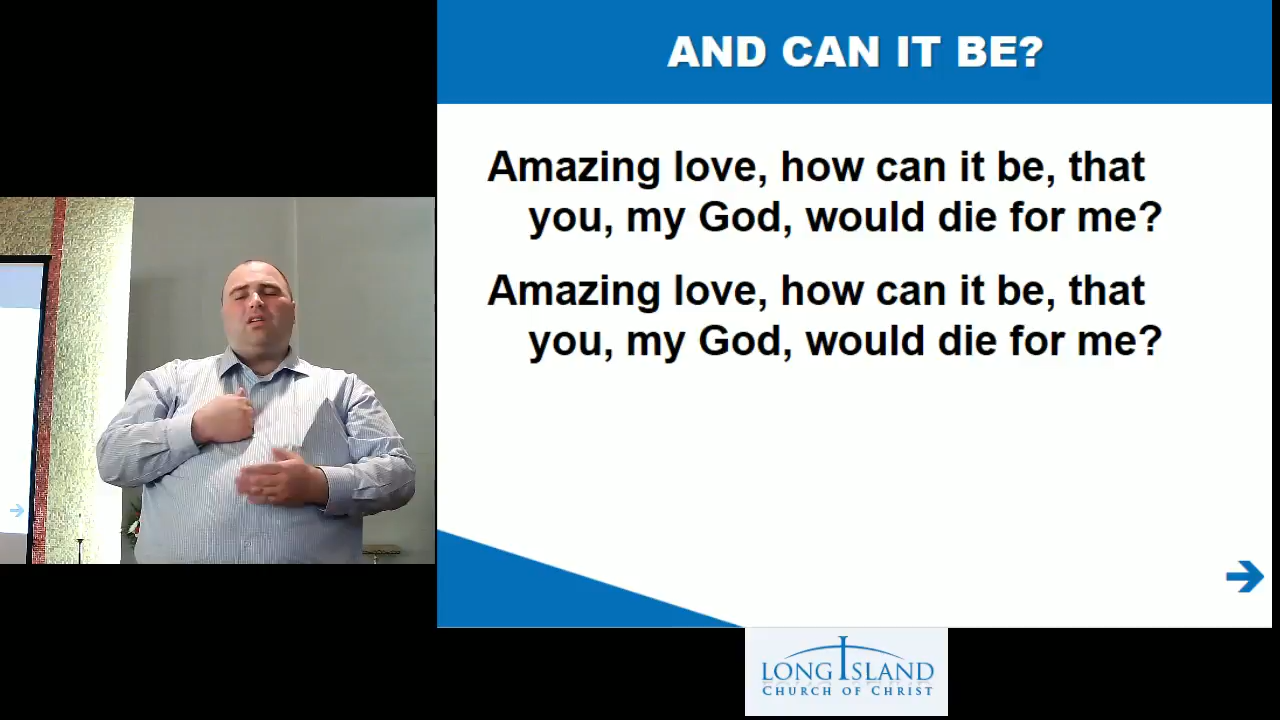 AND CAN IT BE?
Amazing love, how can it be, that
you, my God, would die for me?
Amazing love, how can it be, that
you, my God, would die for me?
LONG ISLAND
CHURCH OF CHRIST